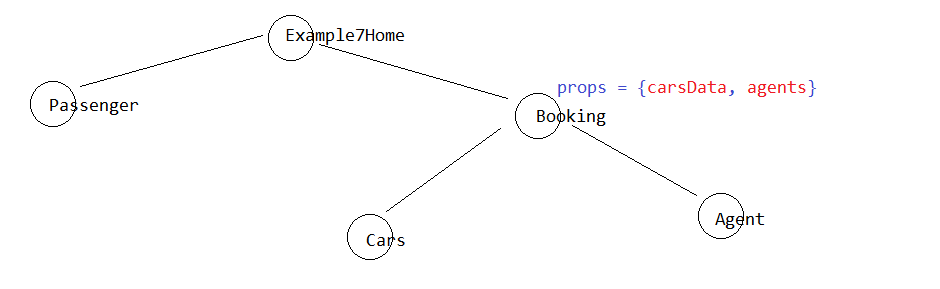 Example7Home
props = {carsData, agents}
Passenger
Booking
Agent
Cars